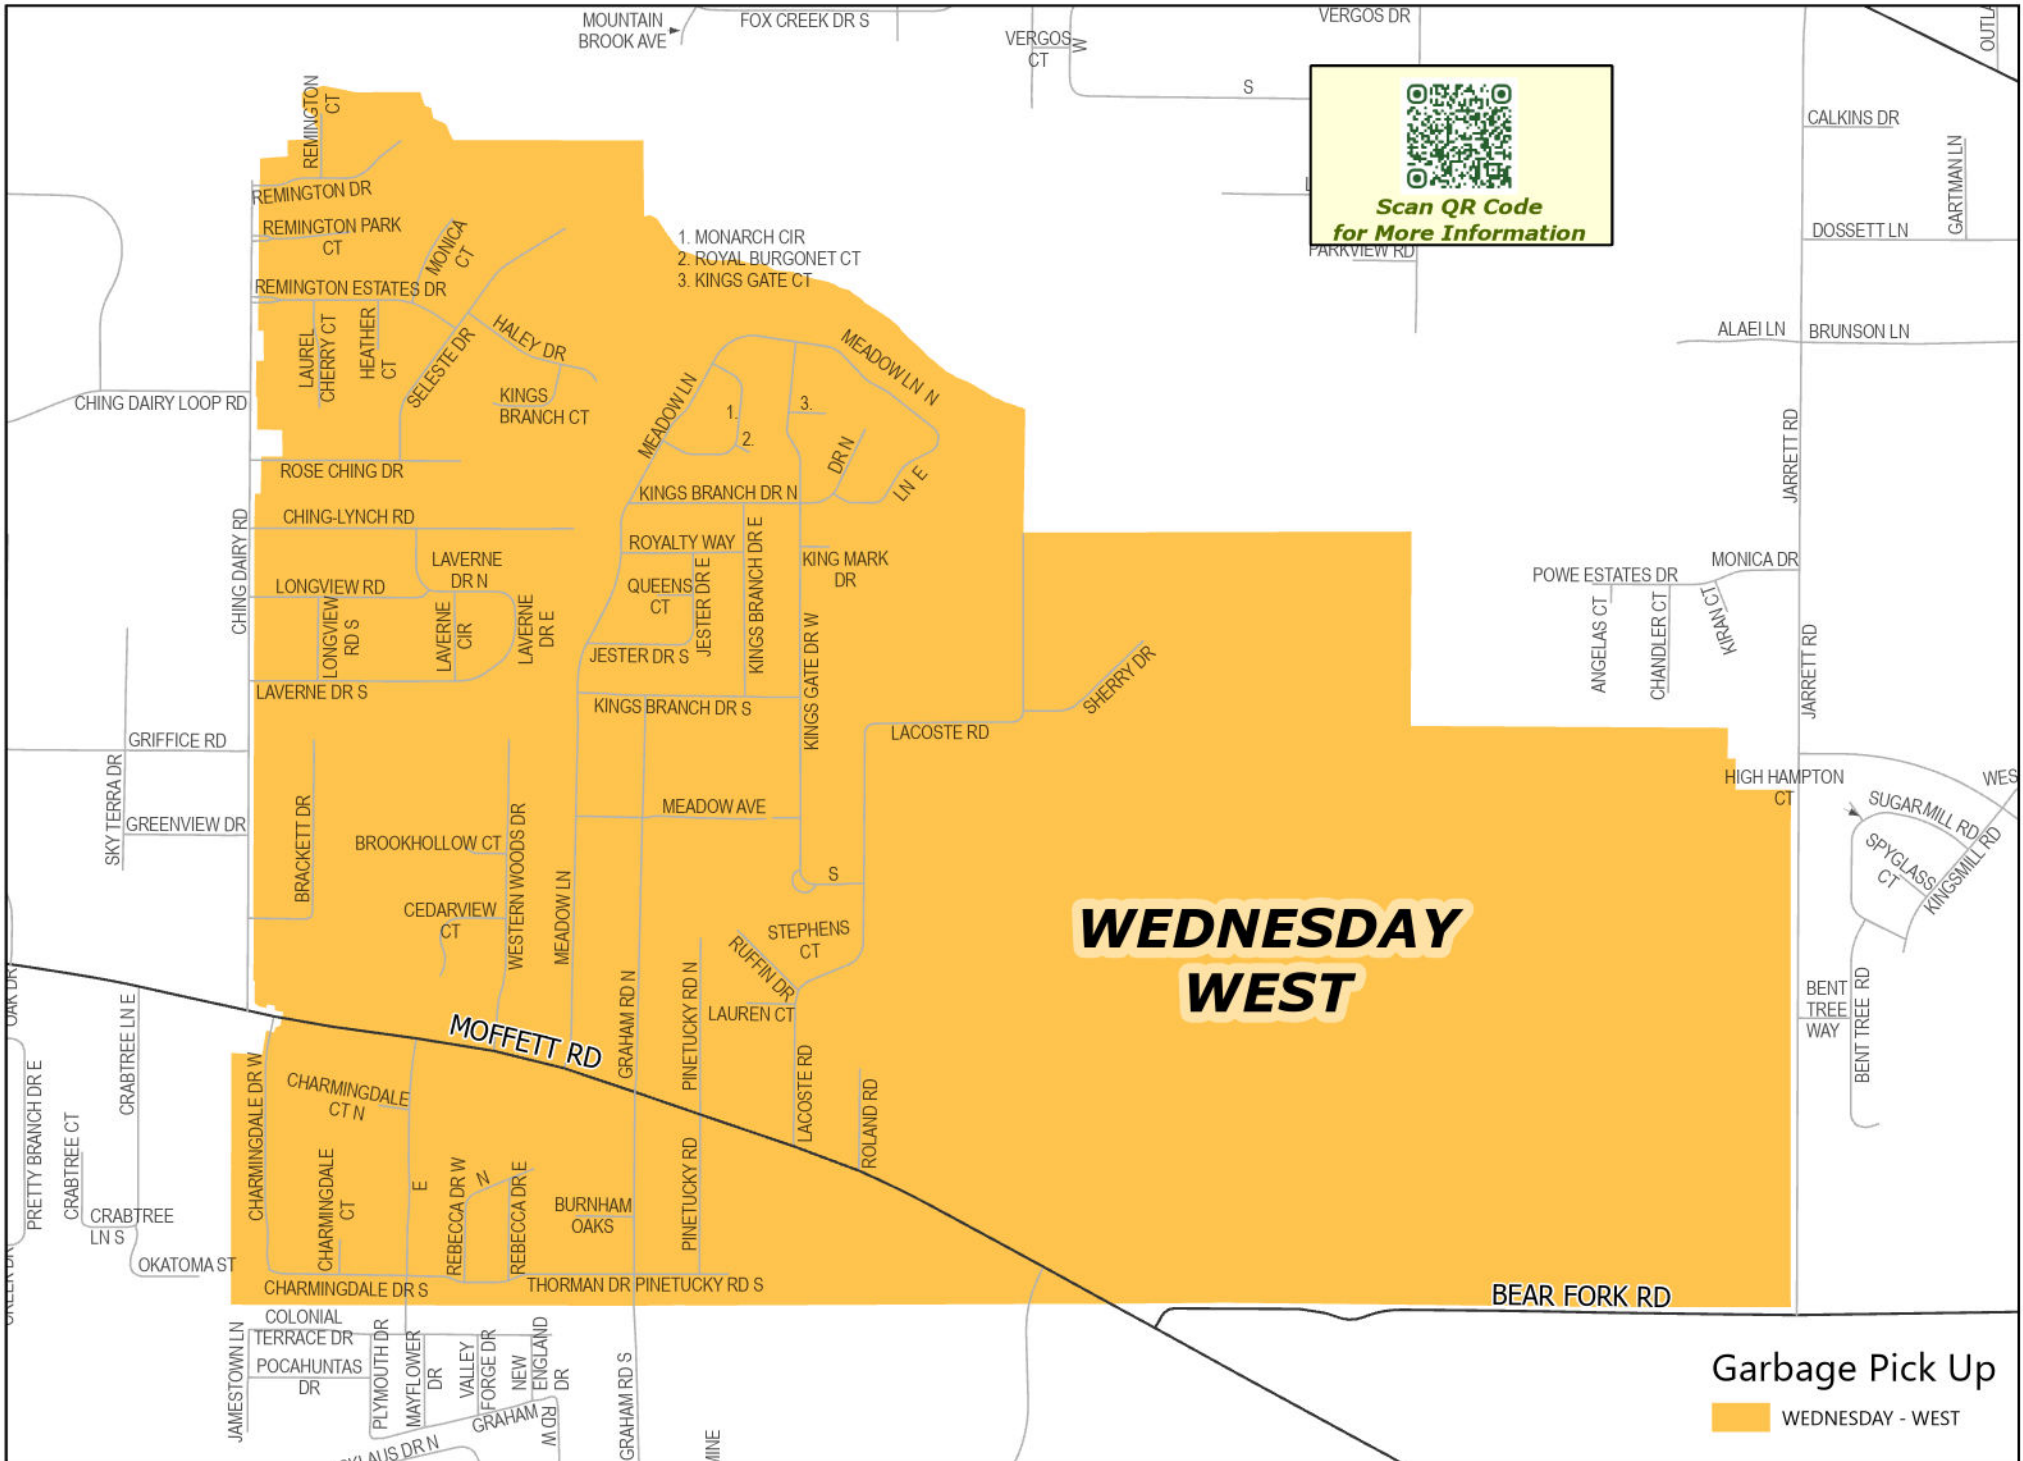 MOUNTAIN
BROOK AVE
FOX CREEK DR S
VERGOS
CT
W
VERGOS DR
S
CALKINS DR
GARTMAN LN
DOSSETT LN
Scan QR Code
for More Information
PARKVIEW RD
ALAEI LN
BRUNSON LN
REMINGTON
CT
REMINGTON DR
REMINGTON PARK
CT
MONICA
CT
REMINGTON ESTATES DR
1. MONARCH CIR
2. ROYAL BURGONET CT
3. KINGS GATE CT
LAUREL
CHERRY CT
HEATHER
CT
SELESTE DR
HALEY DR
KINGS
BRANCH CT
CHING DAIRY LOOP RD
MEADOW LN
MEADOW LN N
1.
2.
3.
DR N
LN E
JARRETT RD
ROSE CHING DR
KINGS BRANCH DR N
CHING-LYNCH RD
CHING DAIRY RD
LAVERNE
DR N
LONGVIEW RD
LONGVIEW
RD S
LAVERNE
CIR
LAVERNE
DR E
LAVERNE DR S
ROYALTY WAY
QUEENS
CT
JESTER DR E
KINGS BRANCH DR E
KING MARK
DR
JESTER DR S
KINGS BRANCH DR S
KINGS GATE DR W
SHERRY DR
LACOSTE RD
MONICA DR
POWE ESTATES DR
ANGELAS CT
CHANDLER CT
KIRAN CT
JARRETT RD
GRIFFICE RD
SKY TERRA DR
GREENVIEW DR
BRACKETT DR
BROOKHOLLOW CT
WESTERN WOODS DR
CEDARVIEW
CT
MEADOW LN
MEADOW AVE
S
HIGH HAMPTON
CT
WES
SUGAR MILL RD
SPYGLASS
CT
KINGSMILL RD
STEPHENS
CT
RUFFIN DR
LAUREN CT
WEDNESDAY
WEST
BENT
TREE
WAY
BENT TREE RD
OAK DR
CRABTREE LN E
MOFFETT RD
GRAHAM RD N
PINETUCKY RD N
LACOSTE RD
ROLAND RD
PRETTY BRANCH DR E
CRABTREE CT
CRABTREE
LN S
OKATOMA ST
CHARMINGDALE DR W
CHARMINGDALE
CT N
CHARMINGDALE
CT
E
REBECCA DR W
N
REBECCA DR E
BURNHAM
OAKS
PINETUCKY RD
CHARMINGDALE DR S
THORMAN DR
PINETUCKY RD S
BEAR FORK RD
COLONIAL
TERRACE DR
JAMESTOWN LN
POCAHUNTAS
DR
PLYMOUTH DR
MAYFLOWER
DR
VALLEY
FORGE DR
NEW
ENGLAND
DR
GRAHAM
RD W
GRAHAM RD S
Garbage Pick Up
WEDNESDAY - WEST